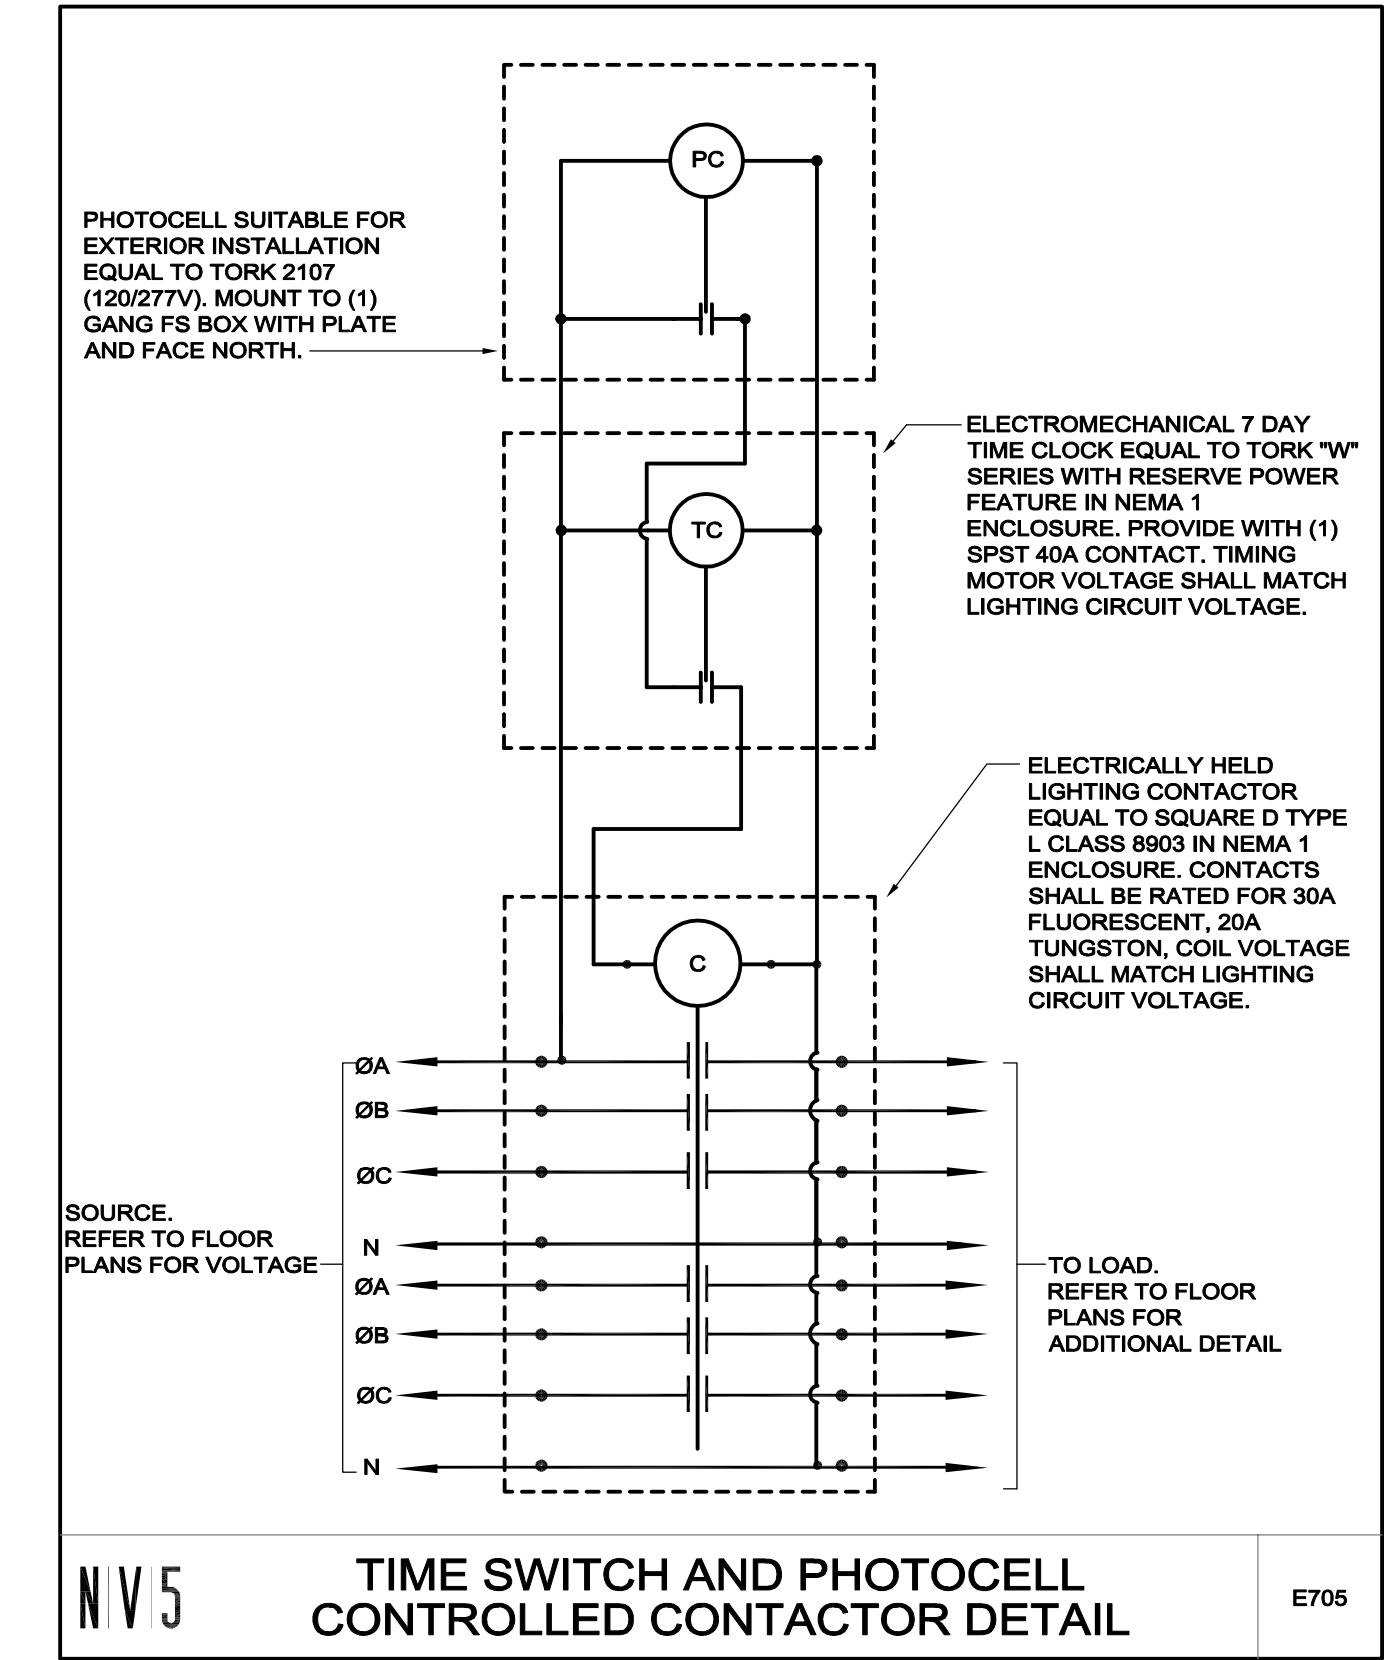 PC
PHOTOCELL SUITABLE FOR
EXTERIOR INSTALLATION
EQUAL TO TORK 2107
(120/277V). MOUNT TO (1)
GANG FS BOX WITH PLATE
AND FACE NORTH.
ELECTROMECHANICAL 7 DAY
TIME CLOCK EQUAL TO TORK "W"
SERIES WITH RESERVE POWER
FEATURE IN NEMA 1
ENCLOSURE. PROVIDE WITH (1)
SPST 40A CONTACT. TIMING
MOTOR VOLTAGE SHALL MATCH
LIGHTING CIRCUIT VOLTAGE.
TC
ELECTRICALLY HELD
LIGHTING CONTACTOR
EQUAL TO SQUARE D TYPE
L CLASS 8903 IN NEMA 1
ENCLOSURE. CONTACTS
SHALL BE RATED FOR 30A
FLUORESCENT, 20A
TUNGSTON, COIL VOLTAGE
SHALL MATCH LIGHTING
CIRCUIT VOLTAGE.
C
ØA
ØB
ØC
N
ØA
ØB
ØC
N
SOURCE.
REFER TO FLOOR
PLANS FOR VOLTAGE
TO LOAD.
REFER TO FLOOR
PLANS FOR
ADDITIONAL DETAIL
N|V|5
TIME SWITCH AND PHOTOCELL
CONTROLLED CONTACTOR DETAIL
E705